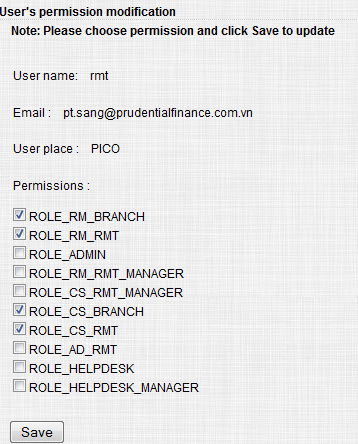 User's permission modification
Note: Please choose permission and click Save to update
User name: rmt
Email : pt.sang@prudentialfinance.com.vn
User place : PICO
Permissions :
ROLE_RM_BRANCH
ROLE_RM_RMT
ROLE_ADMIN
ROLE_RM_RMT_MANAGER
ROLE_CS_RMT_MANAGER
ROLE_CS_BRANCH
ROLE_CS_RMT
ROLE_AD_RMT
ROLE_HELPDESK
ROLE_HELPDESK_MANAGER
Save